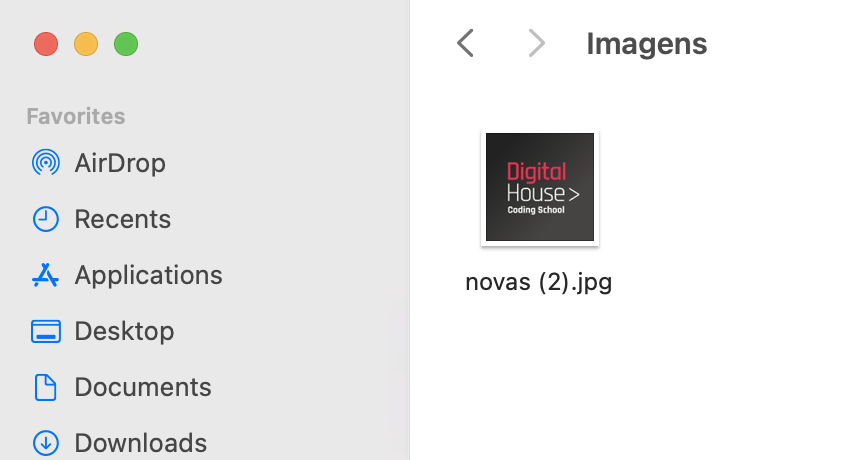 Imagens
Favorites
AirDrop
Recents
Applications
Desktop
Documents
Downloads
Digital
House>
Coding School
novas (2).jpg